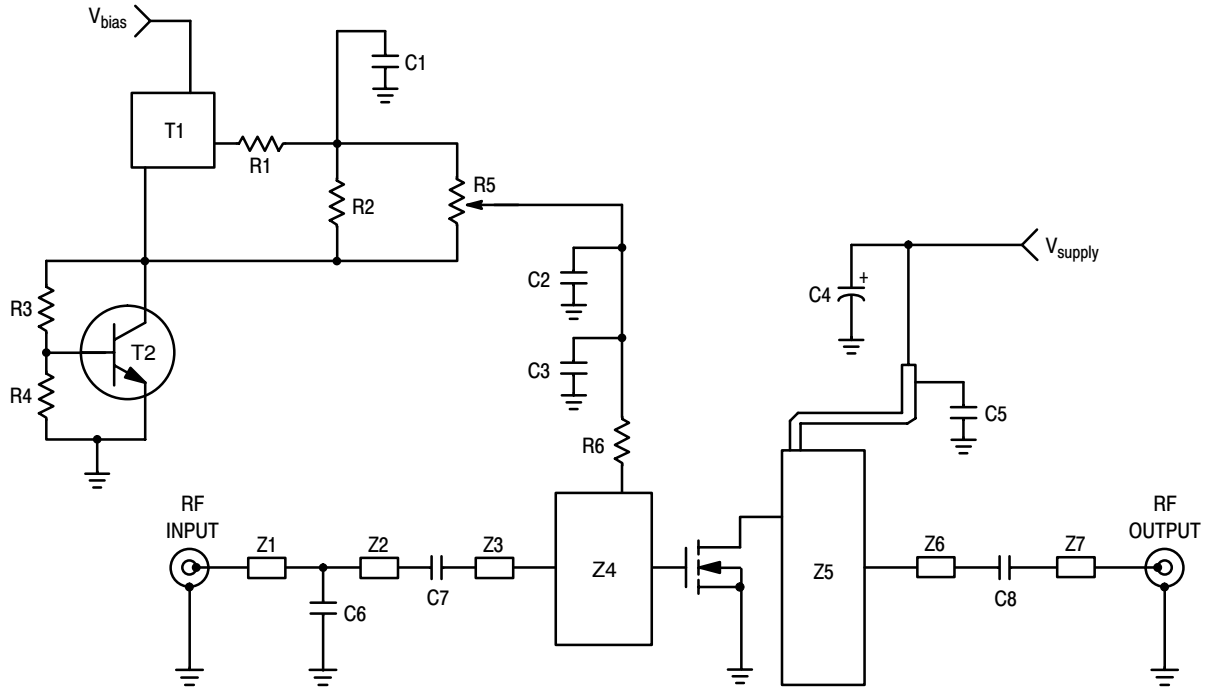 Vbias
C1
T1
R1
R2
R5
Vsupply
C2
C4
+
R3
T2
C3
R4
C5
R6
RF
INPUT
Z1
Z2
Z3
Z4
Z5
Z6
Z7
RF
OUTPUT
C6
C7
C8